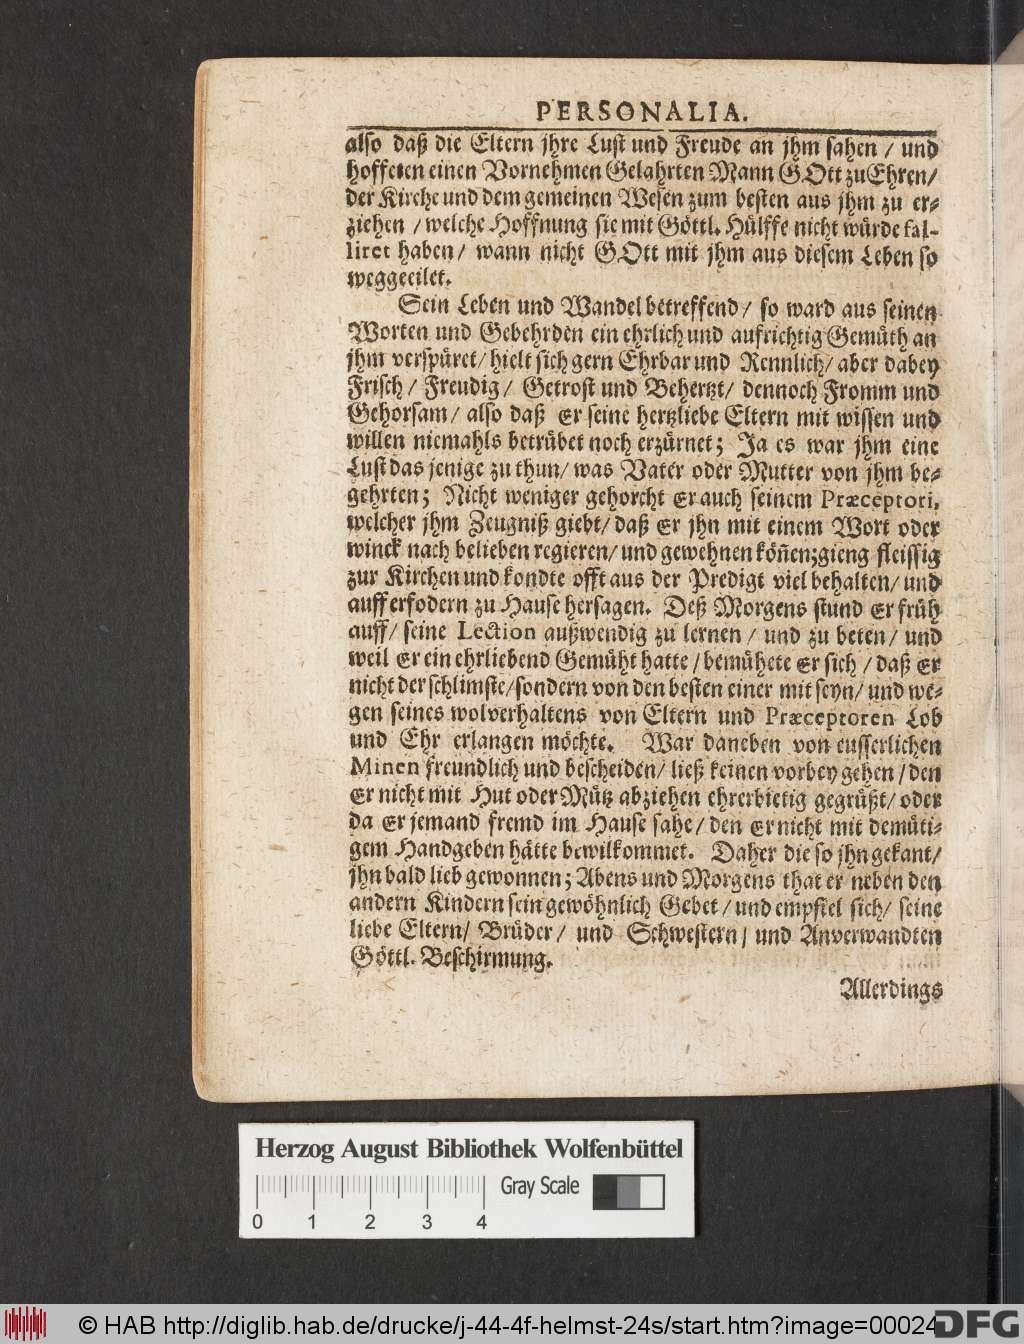 PERSONALIA.
also daß die Eltern jhre Lust und Freude an jhm sahen / und
hoffeten einen Vornehmen Gelahrten Mann GOtt zu Ehren/
der Kirche und dem gemeinen Wesen zum besten aus jhm zu er-
ziehen / welche Hoffnung sie mit Göttl. Hülffe nicht würde fal-
liret haben / wann nicht GOtt mit jhm aus diesem Leben so
weggeeilet.
Sein Leben und Wandel betreffend / so ward aus seinen
Worten und Gebehrden ein ehrlich und aufrichtig Gemüth an
jhm verspüret / hielt sich gern Ehrbar und Rennlich / aber dabey
Frisch / Freudig / Getrost und Behertzt / dennoch Fromm und
Gehorsam / also daß Er seine hertzliebe Eltern mit wissen und
willen niemahls betrübet noch erzürnet; Ja es war jhm eine
Lust das jenige zu thun / was Vater oder Mutter von jhm be-
gehrten; Nicht weniger gehorcht Er auch seinem Præceptori,
welcher jhm Zeugniß giebt / daß Er jhn mit einem Wort oder
winck nach belieben regieren / und gewehnenköñen; gieng fleissig
zur Kirchen und kondte offt aus der Predigt viel behalten / und
auff erfodern zu Hause hersagen. Deß Morgens stund Er früh
auff / seine Lection außwendig zu lernen / und zu beten / und
weil Er ein ehrliebend Gemüht hatte / bemühete Er sich / daß Er
nicht der schlimste / sondern von den besten einer mit seyn / und we-
gen seines wolverhaltens von Eltern und Præceptoren Lob
und Ehr erlangen möchte. War daneben von eusserlichen
Minen freundlich und bescheiden / ließ keinen vorbey gehen / den
Er nicht mit Hut oder Mütz abziehen ehrerbietig gegrüßt / oder
da Er jemand fremd im Hause sahe / den Er nicht mit demüti-
gem Handgeben hätte bewilkommet. Daher die so jhn gekant /
jhn bald lieb gewonnen; Abens und Morgens that er neben den
andern Kindern sein gewöhnlich Gebet / und empfiel sich / seine
liebe Eltern / Brüder / und Schwestern / und Anverwandten
Göttl. Beschirmung.
Allerdings
Herzog August Bibliothek Wolfenbüttel
Gray Scale
0 1 2 3 4
© HAB http://diglib.hab.de/drucke/j-44-4f-helmst-24s/start.htm?image=00024
DFG